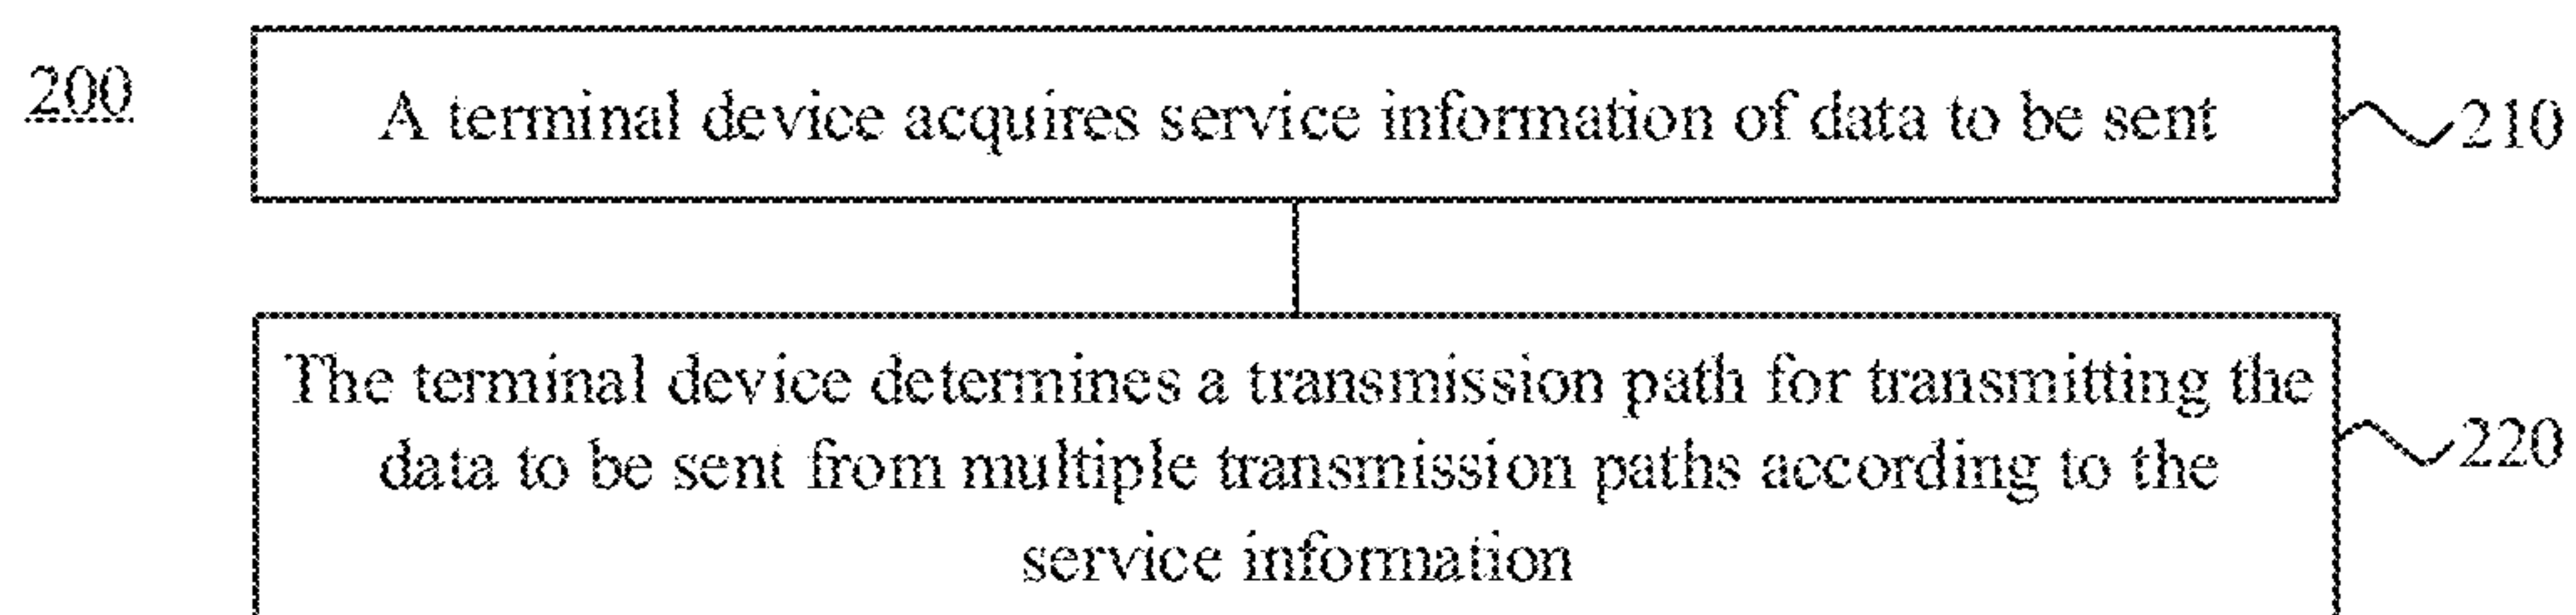 200
A terminal device acquires service information of data to be sent
210
The terminal device determines a transmission path for transmitting the
data to be sent from multiple transmission paths according to the
service information
220